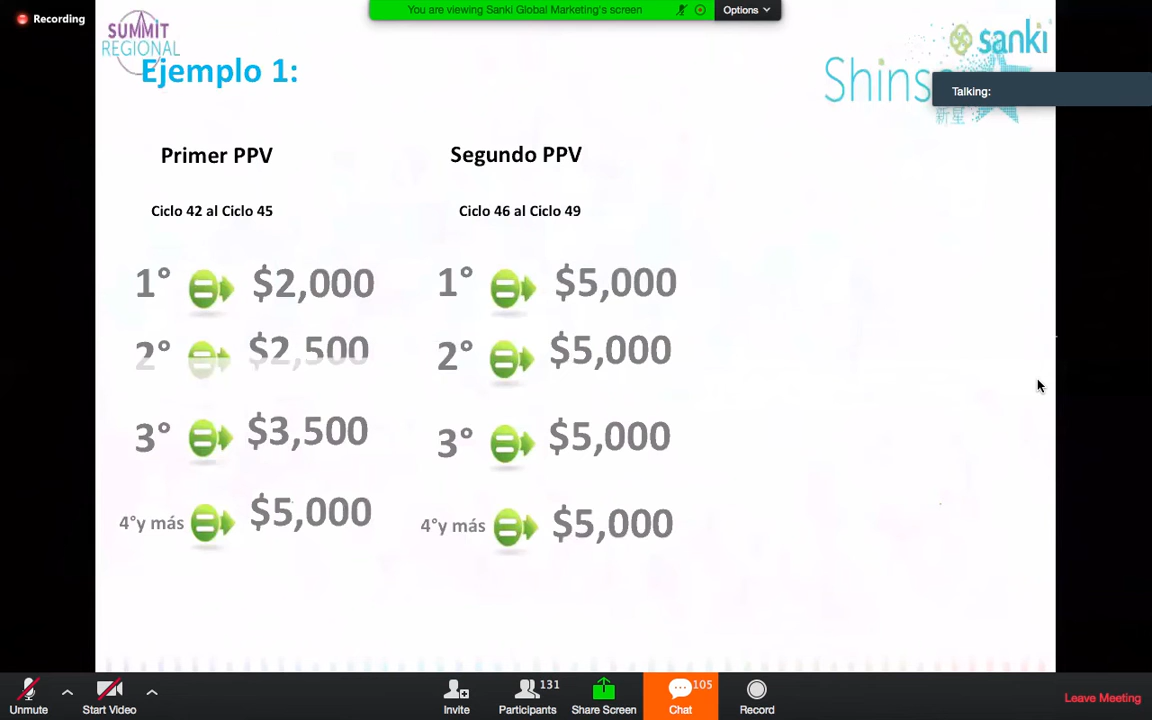 Recording
You are viewing Sanki Global Marketing's screen
Options
SUMMIT
REGIONAL
sanki
新星
Talking:
Ejemplo 1:
Primer PPV
Segundo PPV
Ciclo 42 al Ciclo 45
Ciclo 46 al Ciclo 49
1° $2,000
1° $5,000
2° $2,500
2° $5,000
3° $3,500
3° $5,000
4°y más $5,000
4°y más $5,000
Unmute
Start Video
Invite
131
Participants
Share Screen
105
Chat
Record
Leave Meeting